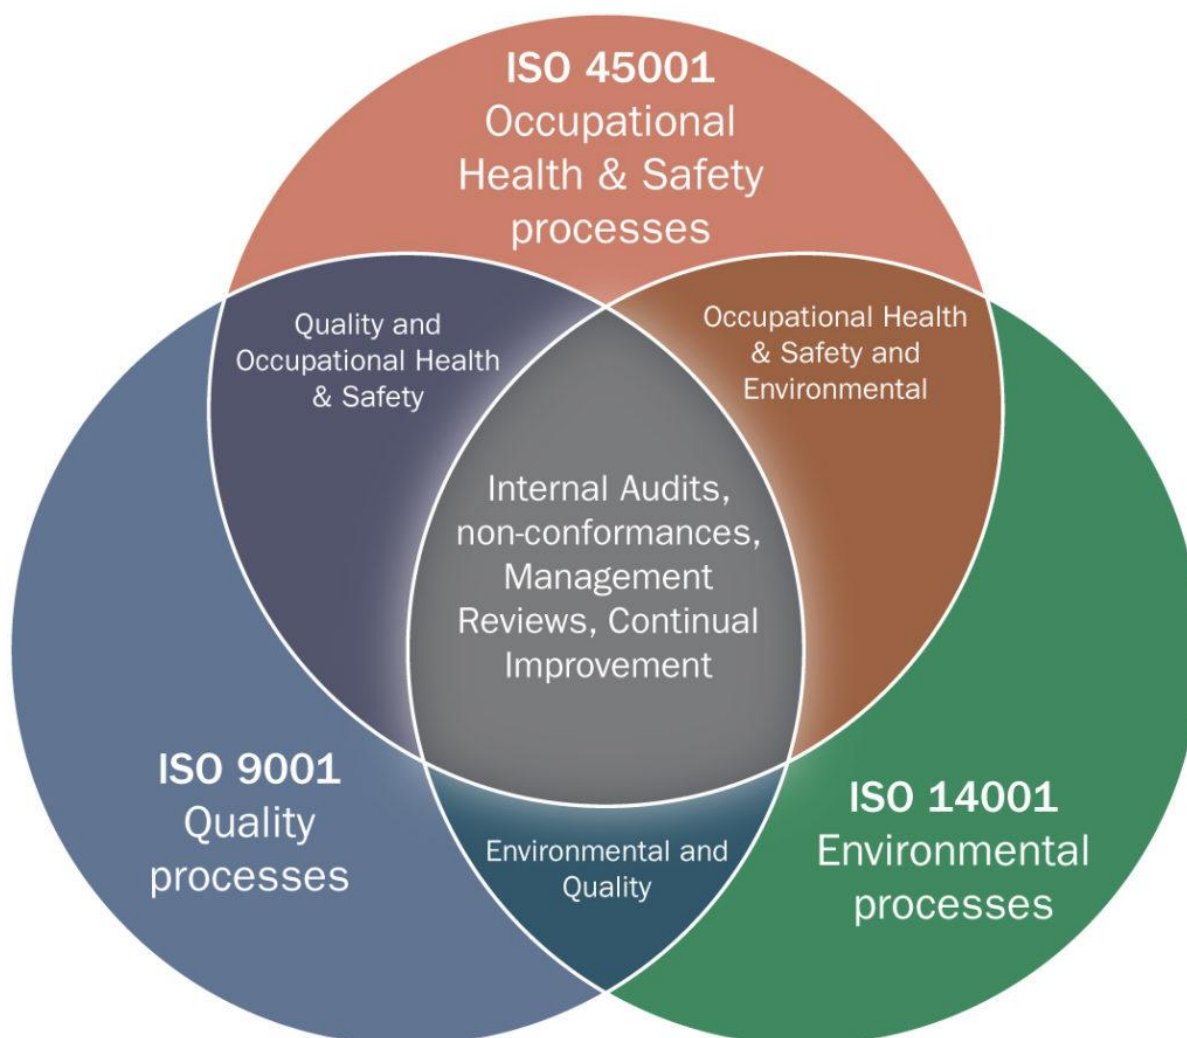 ISO 45001
Occupational
Health & Safety
processes
Quality and
Occupational Health
& Safety
Occupational Health
& Safety and
Environmental
Internal Audits,
non-conformances,
Management
Reviews, Continual
Improvement
ISO 9001
Quality
processes
Environmental and
Quality
ISO 14001
Environmental
processes